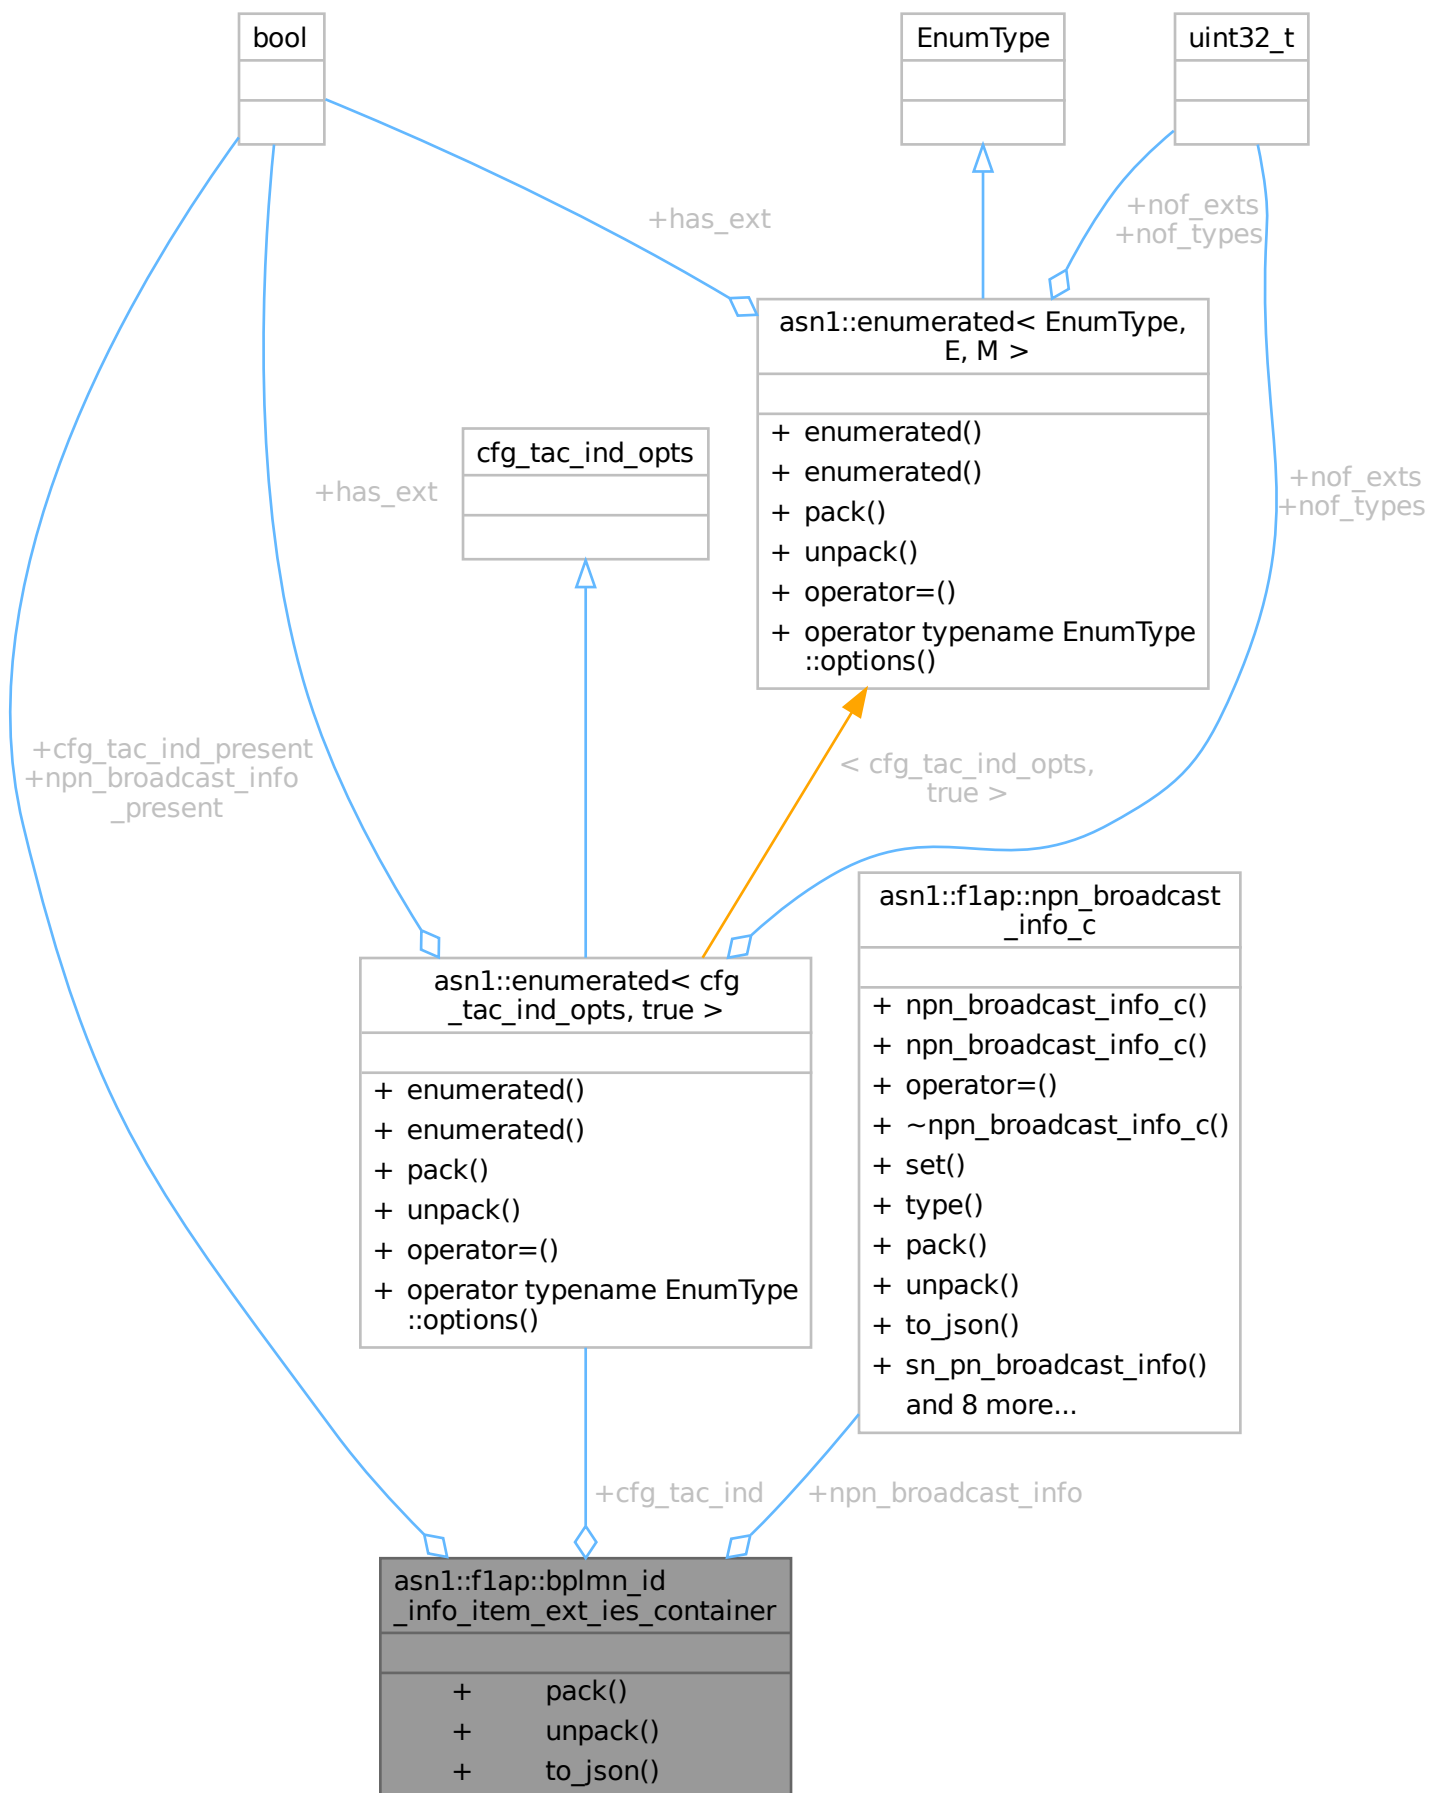 bool
EnumType
uint32_t
+has_ext
+nof_exts
+nof_types
asn1::enumerated< EnumType,
E, M >
+ enumerated()
+ enumerated()
+ pack()
+ unpack()
+ operator=()
+ operator typename EnumType
::options()
cfg_tac_ind_opts
+has_ext
+nof_exts
+nof_types
+cfg_tac_ind_present
+npn_broadcast_info
_present
< cfg_tac_ind_opts,
true >
asn1::enumerated< cfg
_tac_ind_opts, true >
+ enumerated()
+ enumerated()
+ pack()
+ unpack()
+ operator=()
+ operator typename EnumType
::options()
asn1::f1ap::npn_broadcast
_info_c
+ npn_broadcast_info_c()
+ npn_broadcast_info_c()
+ operator=()
+ ~npn_broadcast_info_c()
+ set()
+ type()
+ pack()
+ unpack()
+ to_json()
+ sn_pn_broadcast_info()
and 8 more...
+cfg_tac_ind
+npn_broadcast_info
asn1::f1ap::bplmn_id
_info_item_ext_ies_container
+ pack()
+ unpack()
+ to_json()